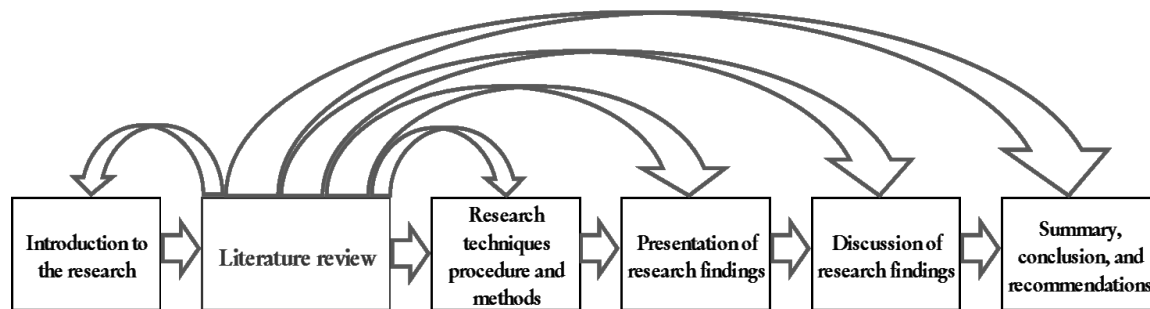 Introduction to
the research
Literature review
Research
techniques
procedure and
methods
Presentation of
research findings
Discussion of
research findings
Summary,
conclusion, and
recommendations